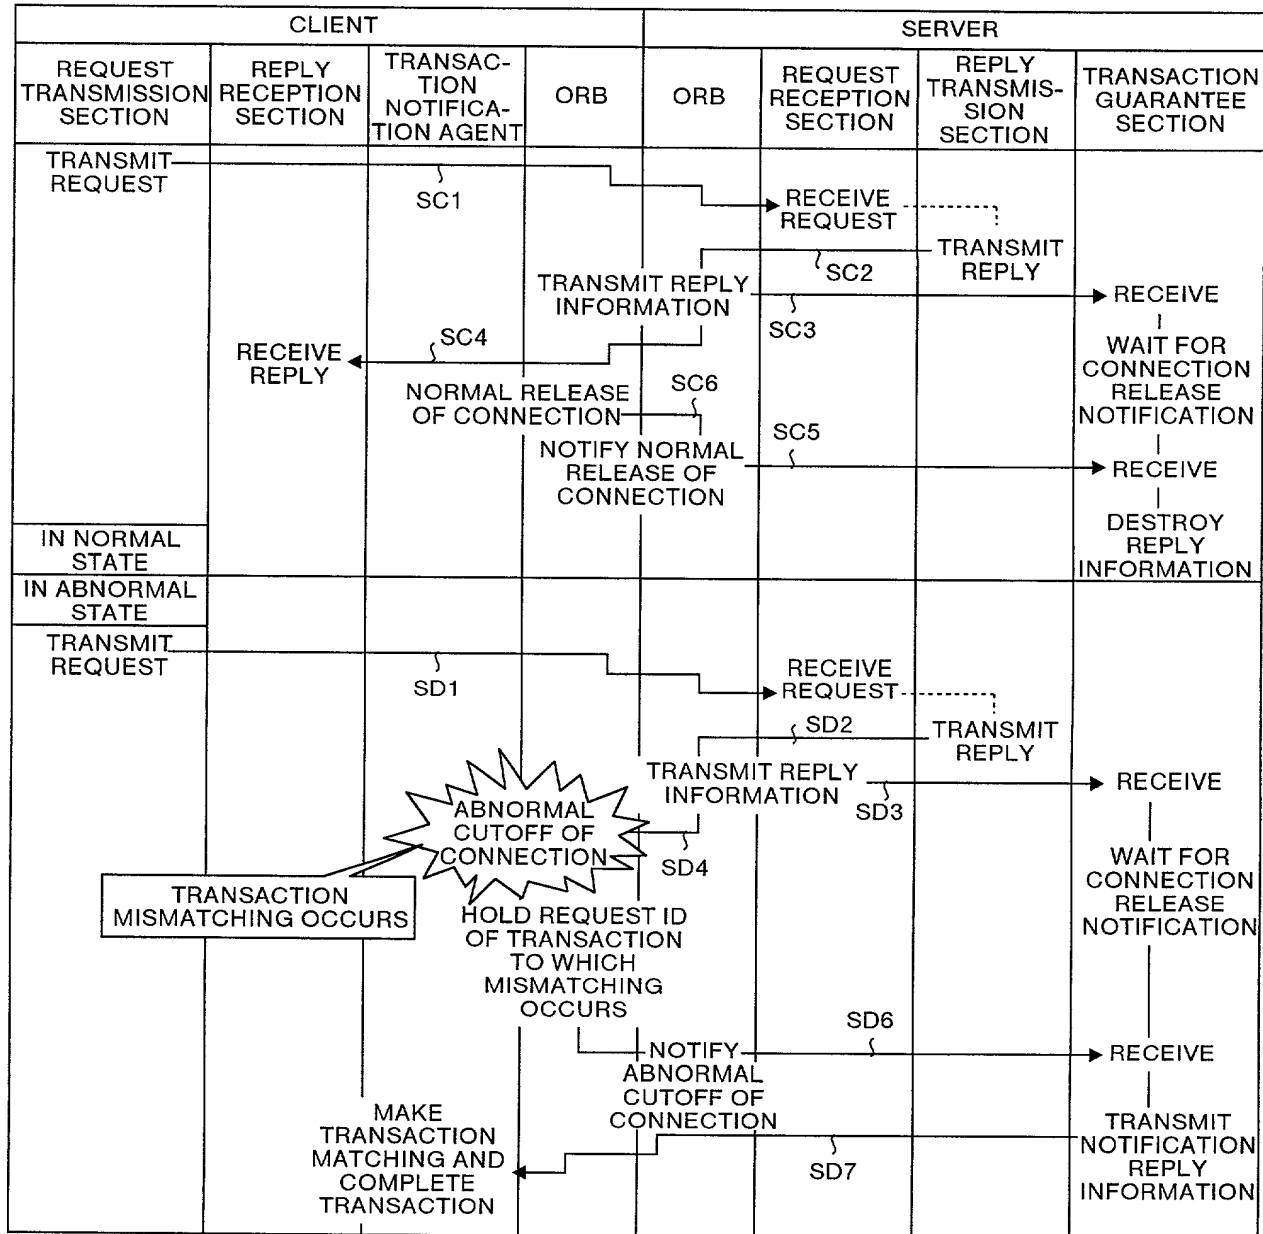 CLIENT
SERVER
REQUEST
TRANSMISSION
SECTION
REPLY
RECEPTION
SECTION
TRANSAC-
TION
NOTIFICA-
TION AGENT
ORB
ORB
REQUEST
RECEPTION
SECTION
REPLY
TRANSMIS-
SION
SECTION
TRANSACTION
GUARANTEE
SECTION
TRANSMIT
REQUEST
SC1
RECEIVE
REQUEST
TRANSMIT
REPLY
SC2
TRANSMIT REPLY
INFORMATION
SC3
RECEIVE
SC4
RECEIVE
REPLY
WAIT FOR
CONNECTION
RELEASE
NOTIFICATION
NORMAL RELEASE
OF CONNECTION
SC6
NOTIFY NORMAL
RELEASE OF
CONNECTION
SC5
RECEIVE
DESTROY
REPLY
INFORMATION
IN NORMAL
STATE
IN ABNORMAL
STATE
TRANSMIT
REQUEST
SD1
RECEIVE
REQUEST
SD2
TRANSMIT
REPLY
TRANSMIT REPLY
INFORMATION
SD3
RECEIVE
ABNORMAL
CUTOFF OF
CONNECTION
SD4
TRANSACTION
MISMATCHING OCCURS
WAIT FOR
CONNECTION
RELEASE
NOTIFICATION
HOLD REQUEST ID
OF TRANSACTION
TO WHICH
MISMATCHING
OCCURS
SD6
NOTIFY
ABNORMAL
CUTOFF OF
CONNECTION
RECEIVE
MAKE
TRANSACTION
MATCHING AND
COMPLETE
TRANSACTION
SD7
TRANSMIT
NOTIFICATION
REPLY
INFORMATION